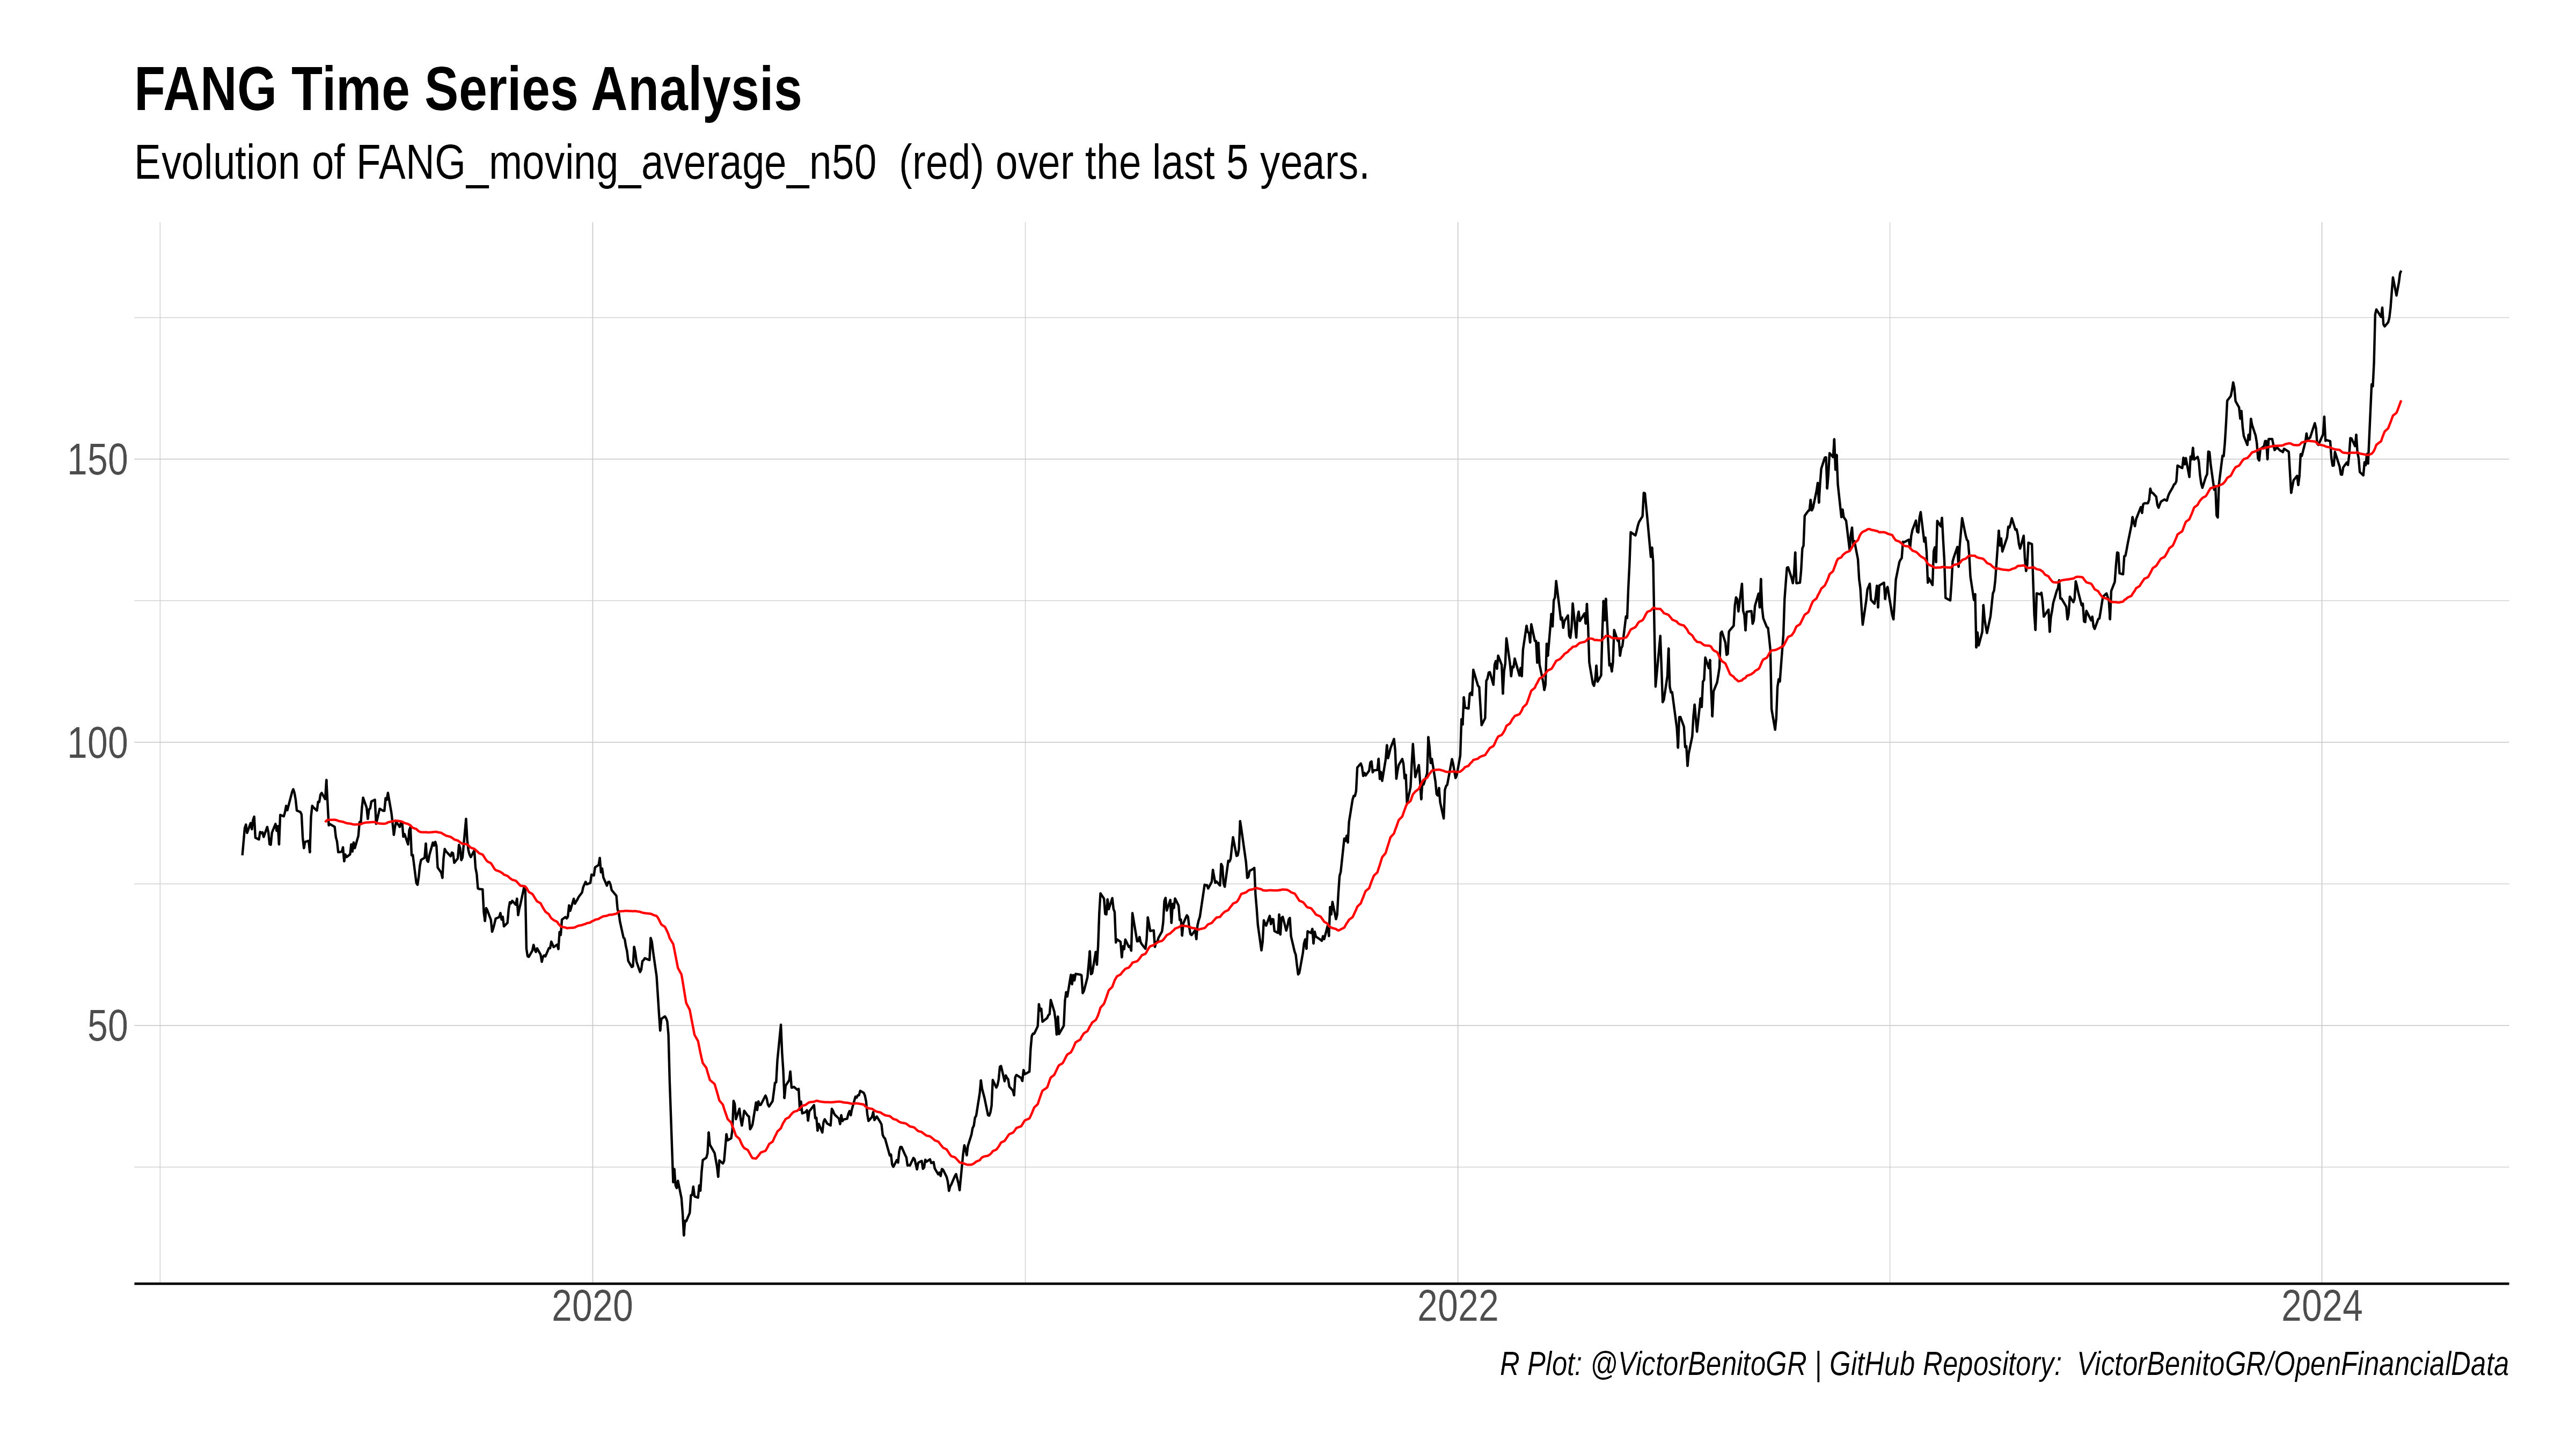 FANG Time Series Analysis
Evolution of FANG_moving_average_n50  (red) over the last 5 years.
150
100
50
2020 2022 2024
R Plot: @VictorBenitoGR | GitHub Repository:  VictorBenitoGR/OpenFinancialData